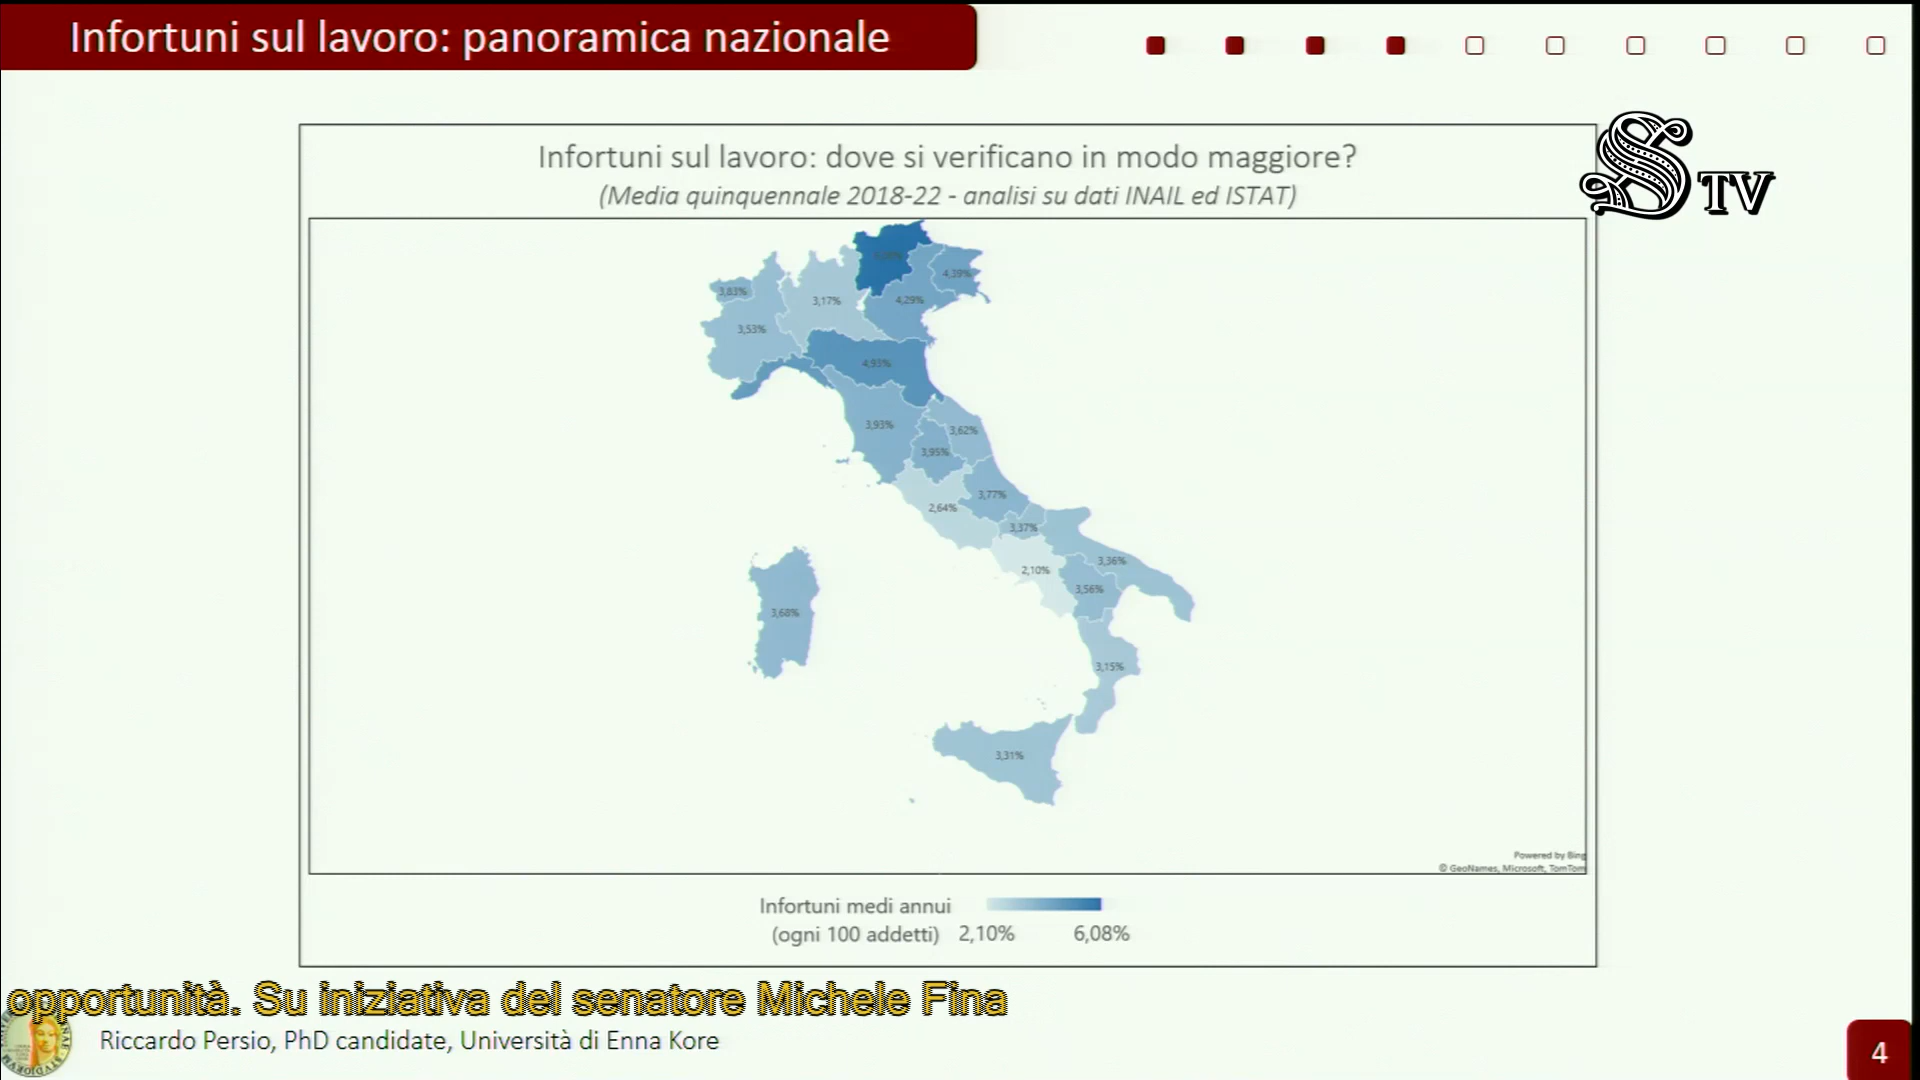 Infortuni sul lavoro: panoramica nazionale
S TV
Infortuni sul lavoro: dove si verificano in modo maggiore?
(Media quinquennale 2018-22 - analisi su dati INAIL ed ISTAT)
4,39%
3,83%
3,17%
4,29%
3,53%
4,93%
3,93%
3,62%
3,95%
3,77%
2,64%
3,37%
3,36%
2,10%
3,56%
3,68%
3,15%
3,31%
Powered by Bing
© GeoNames, Microsoft, TomTom
Infortuni medi annui
(ogni 100 addetti) 2,10% 6,08%
opportunità. Su iniziativa del senatore Michele Fina
Riccardo Persio, PhD candidate, Università di Enna Kore
4